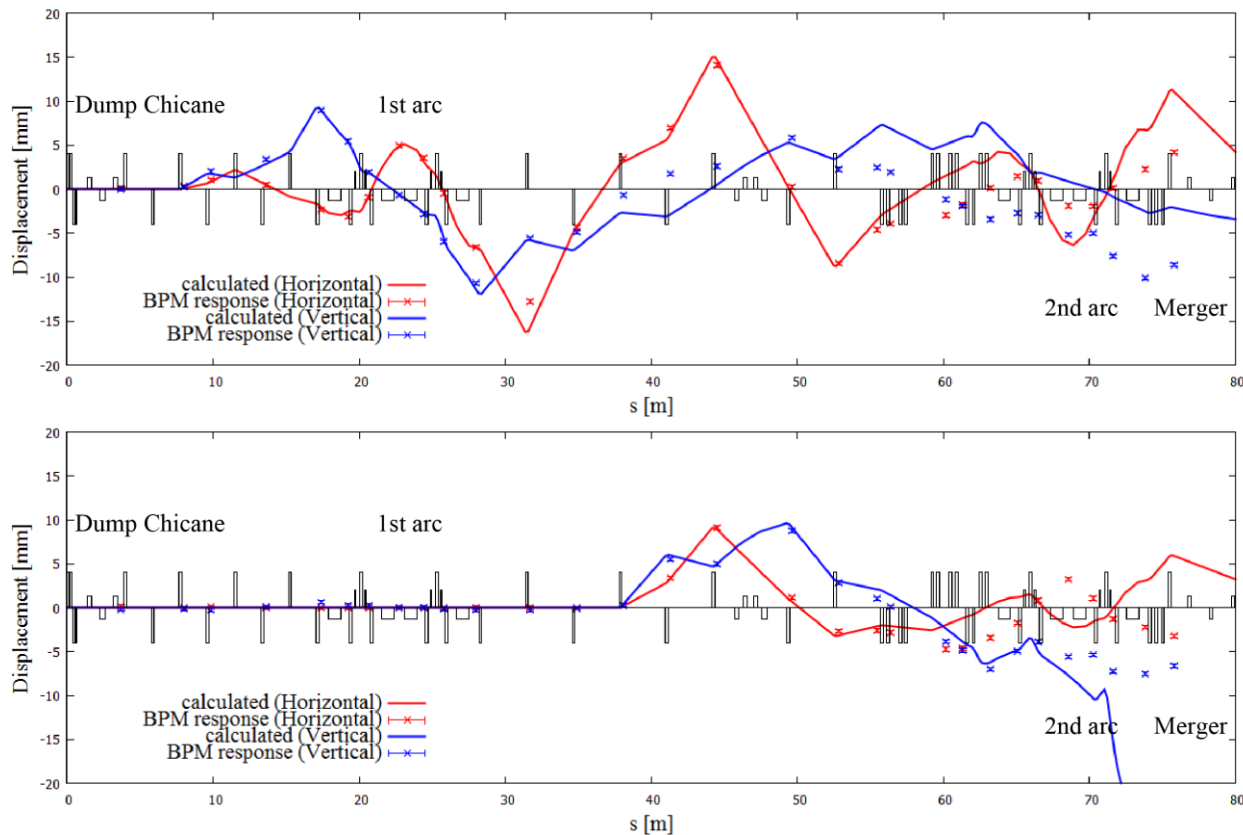 20
15
10
5
0
-5
-10
-15
-20
Displacement [mm]
Dump Chicane 1st arc
calculated (Horizontal)
BPM response (Horizontal)
calculated (Vertical)
BPM response (Vertical)
2nd arc Merger
0 10 20 30 40 50 60 70 80
s [m]
20
15
10
5
0
-5
-10
-15
-20
Displacement [mm]
Dump Chicane 1st arc
calculated (Horizontal)
BPM response (Horizontal)
calculated (Vertical)
BPM response (Vertical)
2nd arc Merger
0 10 20 30 40 50 60 70 80
s [m]